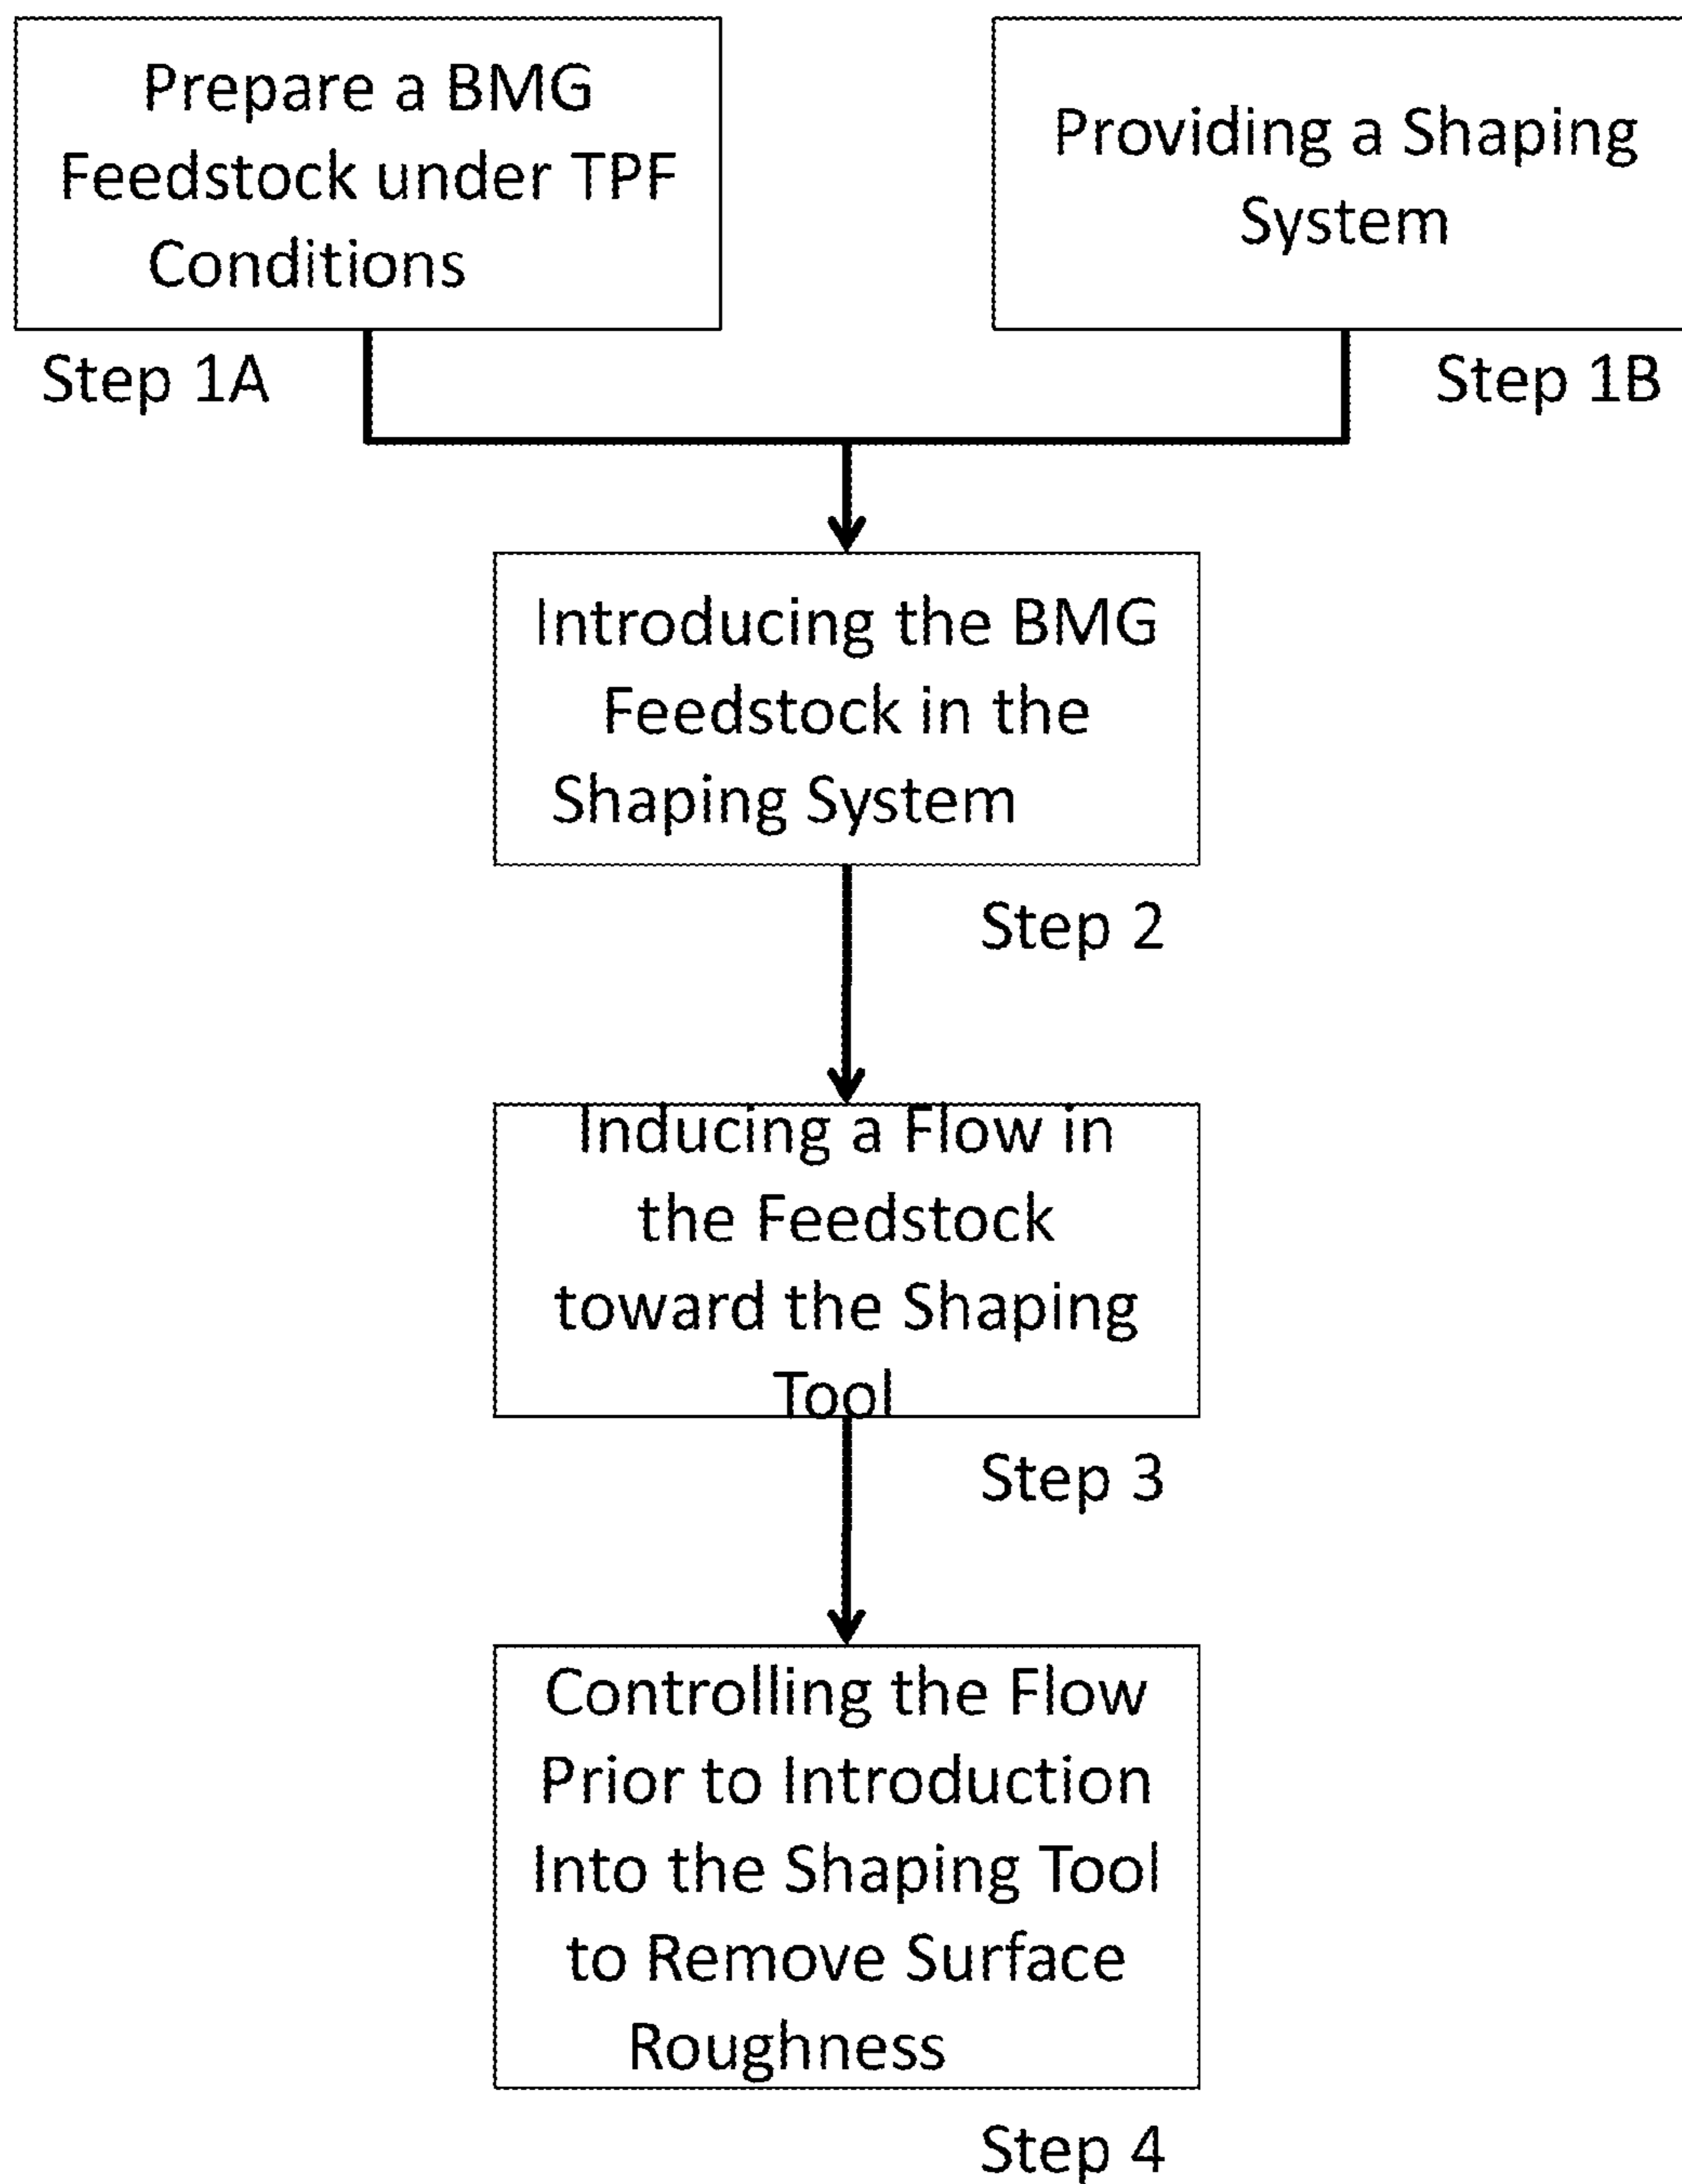 Prepare a BMG
Feedstock under TPF
Conditions
Step 1A
Providing a Shaping
System
Step 1B
Introducing the BMG
Feedstock in the
Shaping System
Step 2
Inducing a Flow in
the Feedstock
toward the Shaping
Tool
Step 3
Controlling the Flow
Prior to Introduction
Into the Shaping Tool
to Remove Surface
Roughness
Step 4